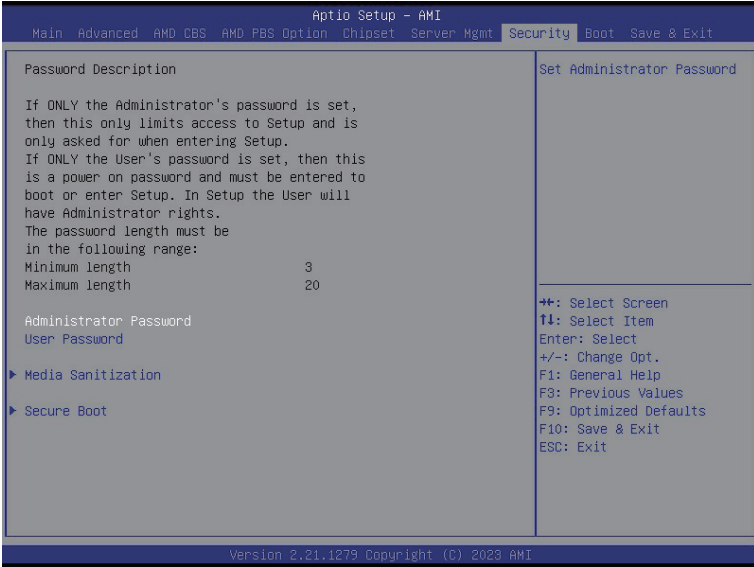 Aptio Setup – AMI
Main Advanced AMD CBS AMD PBS Option Chipset Server Mgmt Security Boot Save & Exit
Password Description
If ONLY the Administrator's password is set,
then this only limits access to Setup and is
only asked for when entering Setup.
If ONLY the User's password is set, then this
is a power on password and must be entered to
boot or enter Setup. In Setup the User will
have Administrator rights.
The password length must be
in the following range:
Minimum length 3
Maximum length 20
Administrator Password
User Password
Media Sanitization
Secure Boot
Set Administrator Password
→←: Select Screen
↑↓: Select Item
Enter: Select
+/-: Change Opt.
F1: General Help
F3: Previous Values
F9: Optimized Defaults
F10: Save & Exit
ESC: Exit
Version 2.21.1279 Copyright (C) 2023 AMI